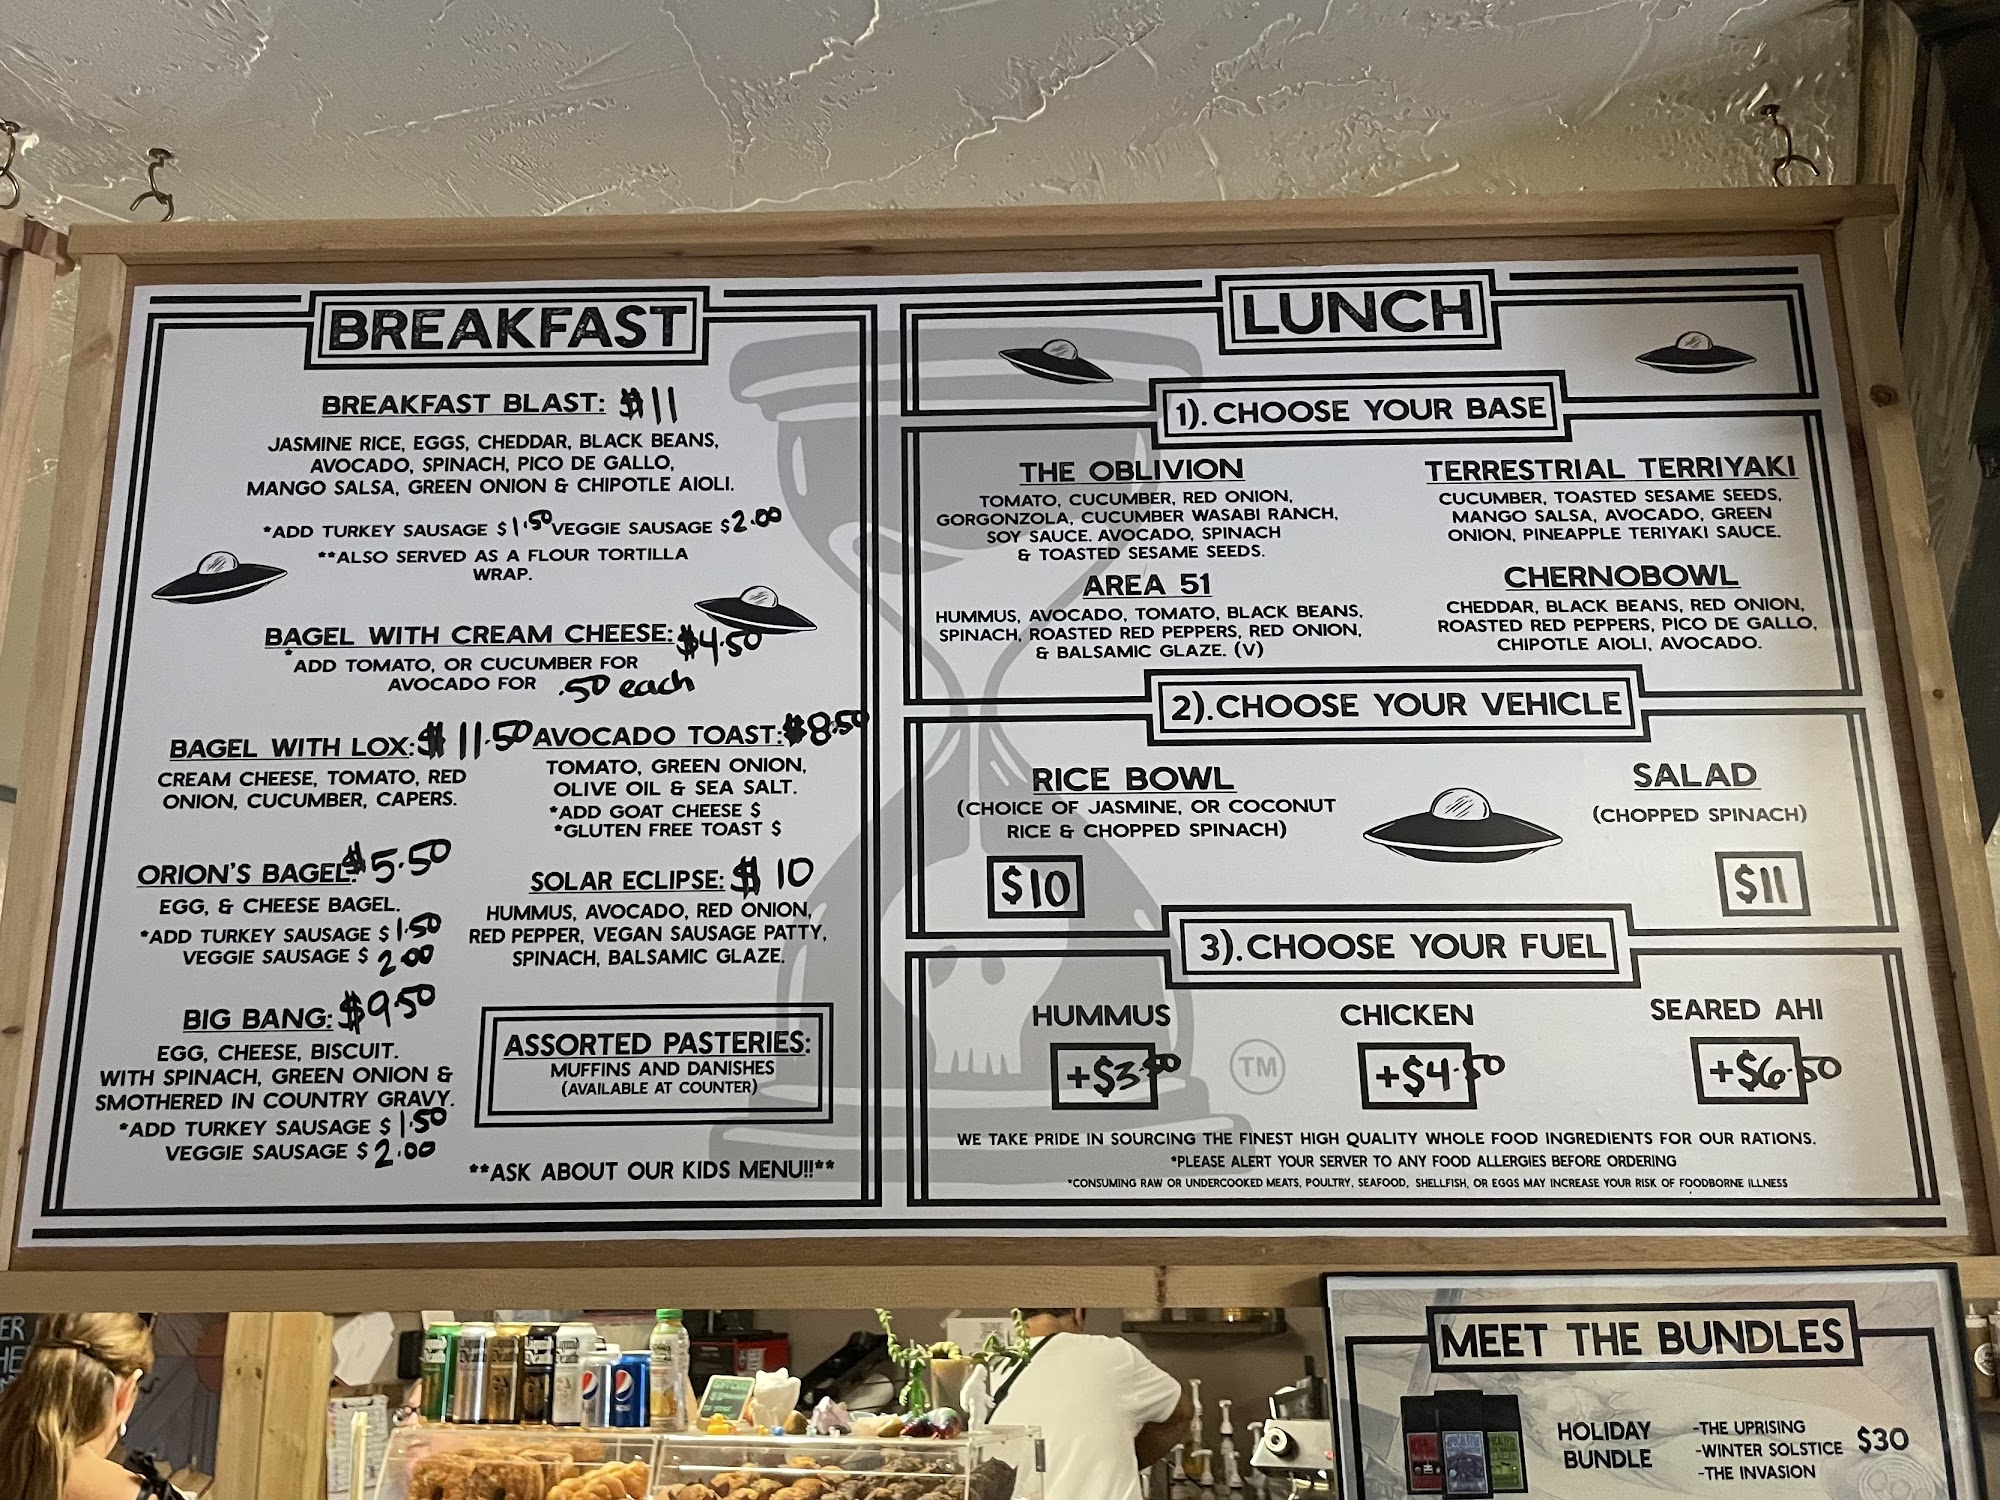 BREAKFAST
BREAKFAST BLAST: $11
JASMINE RICE, EGGS, CHEDDAR, BLACK BEANS,
AVOCADO, SPINACH, PICO DE GALLO,
MANGO SALSA, GREEN ONION & CHIPOTLE AIOLI.
*ADD TURKEY SAUSAGE $1.50 VEGGIE SAUSAGE $2.00
**ALSO SERVED AS A FLOUR TORTILLA
WRAP.
BAGEL WITH CREAM CHEESE: $4.50
*ADD TOMATO, OR CUCUMBER FOR
AVOCADO FOR .50 each
BAGEL WITH LOX: $11.50
CREAM CHEESE, TOMATO, RED
ONION, CUCUMBER, CAPERS.
AVOCADO TOAST: $8.50
TOMATO, GREEN ONION,
OLIVE OIL & SEA SALT.
*ADD GOAT CHEESE $
*GLUTEN FREE TOAST $
ORION'S BAGEL: $5.50
EGG, & CHEESE BAGEL.
*ADD TURKEY SAUSAGE $1.50
VEGGIE SAUSAGE $2.00
SOLAR ECLIPSE: $10
HUMMUS, AVOCADO, RED ONION,
RED PEPPER, VEGAN SAUSAGE PATTY,
SPINACH, BALSAMIC GLAZE.
BIG BANG: $9.50
EGG, CHEESE, BISCUIT.
WITH SPINACH, GREEN ONION &
SMOTHERED IN COUNTRY GRAVY.
*ADD TURKEY SAUSAGE $1.50
VEGGIE SAUSAGE $2.00
ASSORTED PASTERIES:
MUFFINS AND DANISHES
(AVAILABLE AT COUNTER)
**ASK ABOUT OUR KIDS MENU!!**
LUNCH
1). CHOOSE YOUR BASE
THE OBLIVION
TOMATO, CUCUMBER, RED ONION,
GORGONZOLA, CUCUMBER WASABI RANCH,
SOY SAUCE. AVOCADO, SPINACH
& TOASTED SESAME SEEDS.
TERRESTRIAL TERRIYAKI
CUCUMBER, TOASTED SESAME SEEDS,
MANGO SALSA, AVOCADO, GREEN
ONION, PINEAPPLE TERIYAKI SAUCE.
AREA 51
HUMMUS, AVOCADO, TOMATO, BLACK BEANS,
SPINACH, ROASTED RED PEPPERS, RED ONION,
& BALSAMIC GLAZE. (V)
CHERNOBOWL
CHEDDAR, BLACK BEANS, RED ONION,
ROASTED RED PEPPERS, PICO DE GALLO,
CHIPOTLE AIOLI, AVOCADO.
2). CHOOSE YOUR VEHICLE
RICE BOWL
(CHOICE OF JASMINE, OR COCONUT
RICE & CHOPPED SPINACH)
$10
SALAD
(CHOPPED SPINACH)
$11
3). CHOOSE YOUR FUEL
HUMMUS
+$3.50
CHICKEN
+$4.50
SEARED AHI
+$6.50
TM
WE TAKE PRIDE IN SOURCING THE FINEST HIGH QUALITY WHOLE FOOD INGREDIENTS FOR OUR RATIONS.
*PLEASE ALERT YOUR SERVER TO ANY FOOD ALLERGIES BEFORE ORDERING
*CONSUMING RAW OR UNDERCOOKED MEATS, POULTRY, SEAFOOD, SHELLFISH, OR EGGS MAY INCREASE YOUR RISK OF FOODBORNE ILLNESS
MEET THE BUNDLES
HOLIDAY
BUNDLE
-THE UPRISING
-WINTER SOLSTICE
-THE INVASION
$30
pepsi